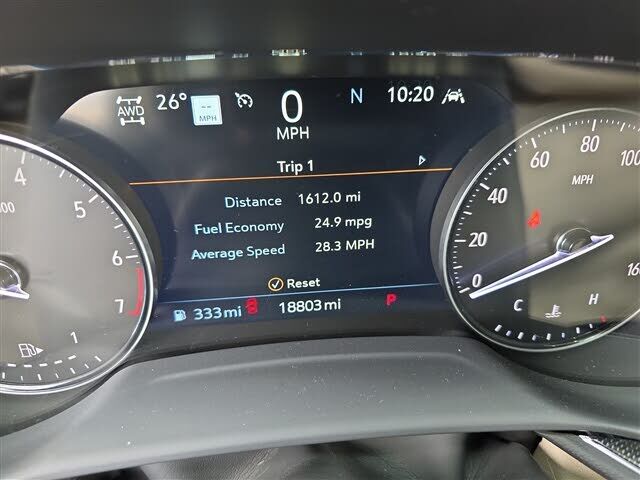 AWD 26° -- MPH 0 MPH N 10:20
Trip 1
Distance 1612.0 mi
Fuel Economy 24.9 mpg
Average Speed 28.3 MPH
Reset
333 mi 18803 mi P
4
5
6
7
1
0
20
40
60
80
100
MPH
C H